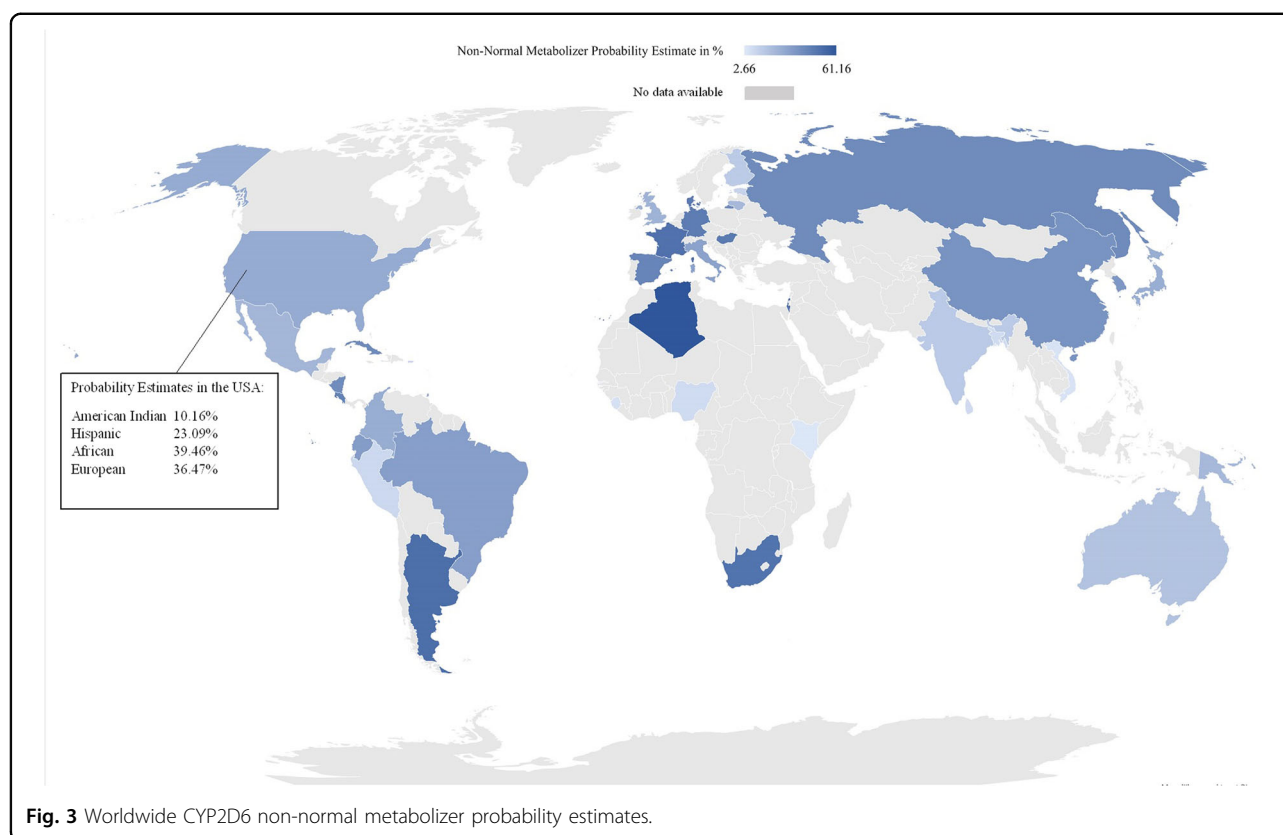 Non-Normal Metabolizer Probability Estimate in %
2.66 61.16
No data available
Probability Estimates in the USA:
American Indian 10.16%
Hispanic 23.09%
African 39.46%
European 36.47%
Fig. 3 Worldwide CYP2D6 non-normal metabolizer probability estimates.